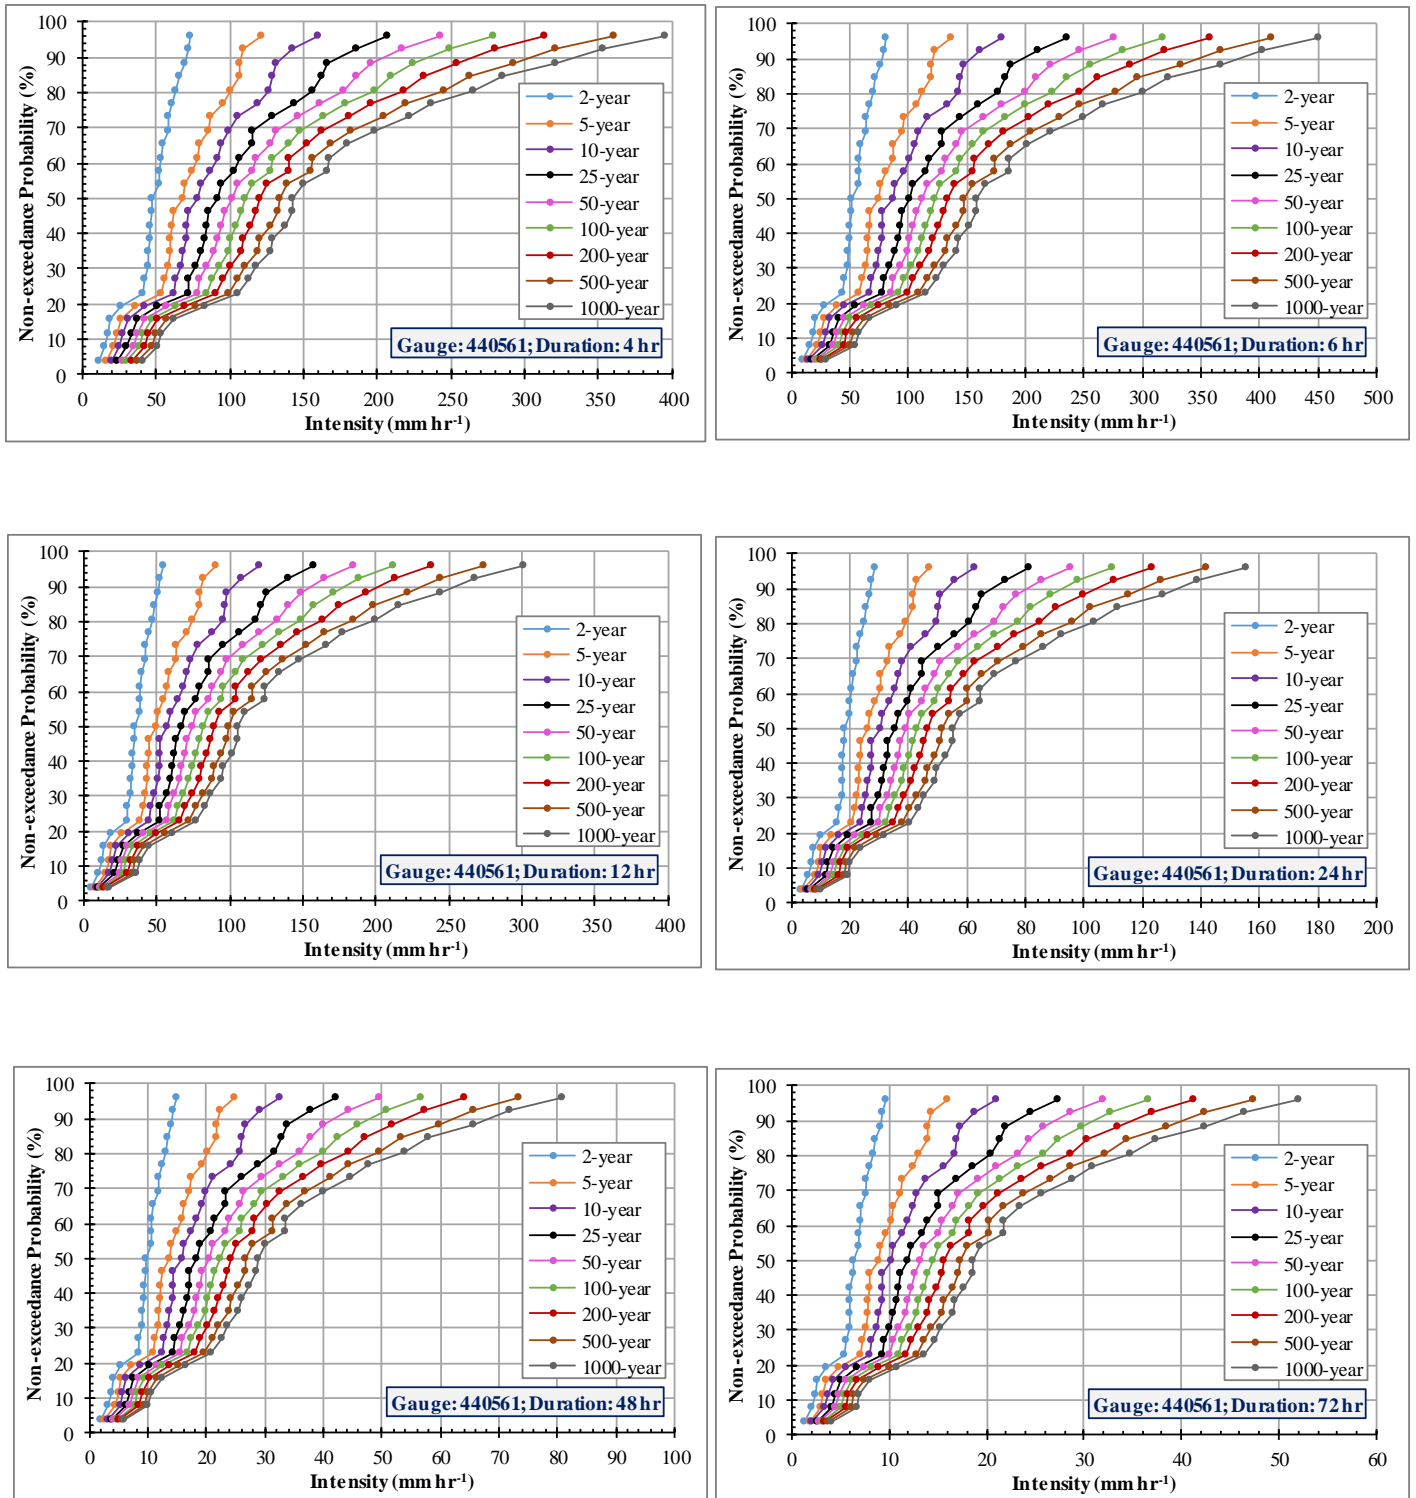 100
90
80
70
60
50
40
30
20
10
0
Non-exceedance Probability (%)
2-year
5-year
10-year
25-year
50-year
100-year
200-year
500-year
1000-year
Gauge: 440561; Duration: 4 hr
0 50 100 150 200 250 300 350 400
Intensity (mm hr-1)
100
90
80
70
60
50
40
30
20
10
0
Non-exceedance Probability (%)
2-year
5-year
10-year
25-year
50-year
100-year
200-year
500-year
1000-year
Gauge: 440561; Duration: 6 hr
0 50 100 150 200 250 300 350 400 450 500
Intensity (mm hr-1)
100
90
80
70
60
50
40
30
20
10
0
Non-exceedance Probability (%)
2-year
5-year
10-year
25-year
50-year
100-year
200-year
500-year
1000-year
Gauge: 440561; Duration: 12 hr
0 50 100 150 200 250 300 350 400
Intensity (mm hr-1)
100
90
80
70
60
50
40
30
20
10
0
Non-exceedance Probability (%)
2-year
5-year
10-year
25-year
50-year
100-year
200-year
500-year
1000-year
Gauge: 440561; Duration: 24 hr
0 20 40 60 80 100 120 140 160 180 200
Intensity (mm hr-1)
100
90
80
70
60
50
40
30
20
10
0
Non-exceedance Probability (%)
2-year
5-year
10-year
25-year
50-year
100-year
200-year
500-year
1000-year
Gauge: 440561; Duration: 48 hr
0 10 20 30 40 50 60 70 80 90 100
Intensity (mm hr-1)
100
90
80
70
60
50
40
30
20
10
0
Non-exceedance Probability (%)
2-year
5-year
10-year
25-year
50-year
100-year
200-year
500-year
1000-year
Gauge: 440561; Duration: 72 hr
0 10 20 30 40 50 60
Intensity (mm hr-1)